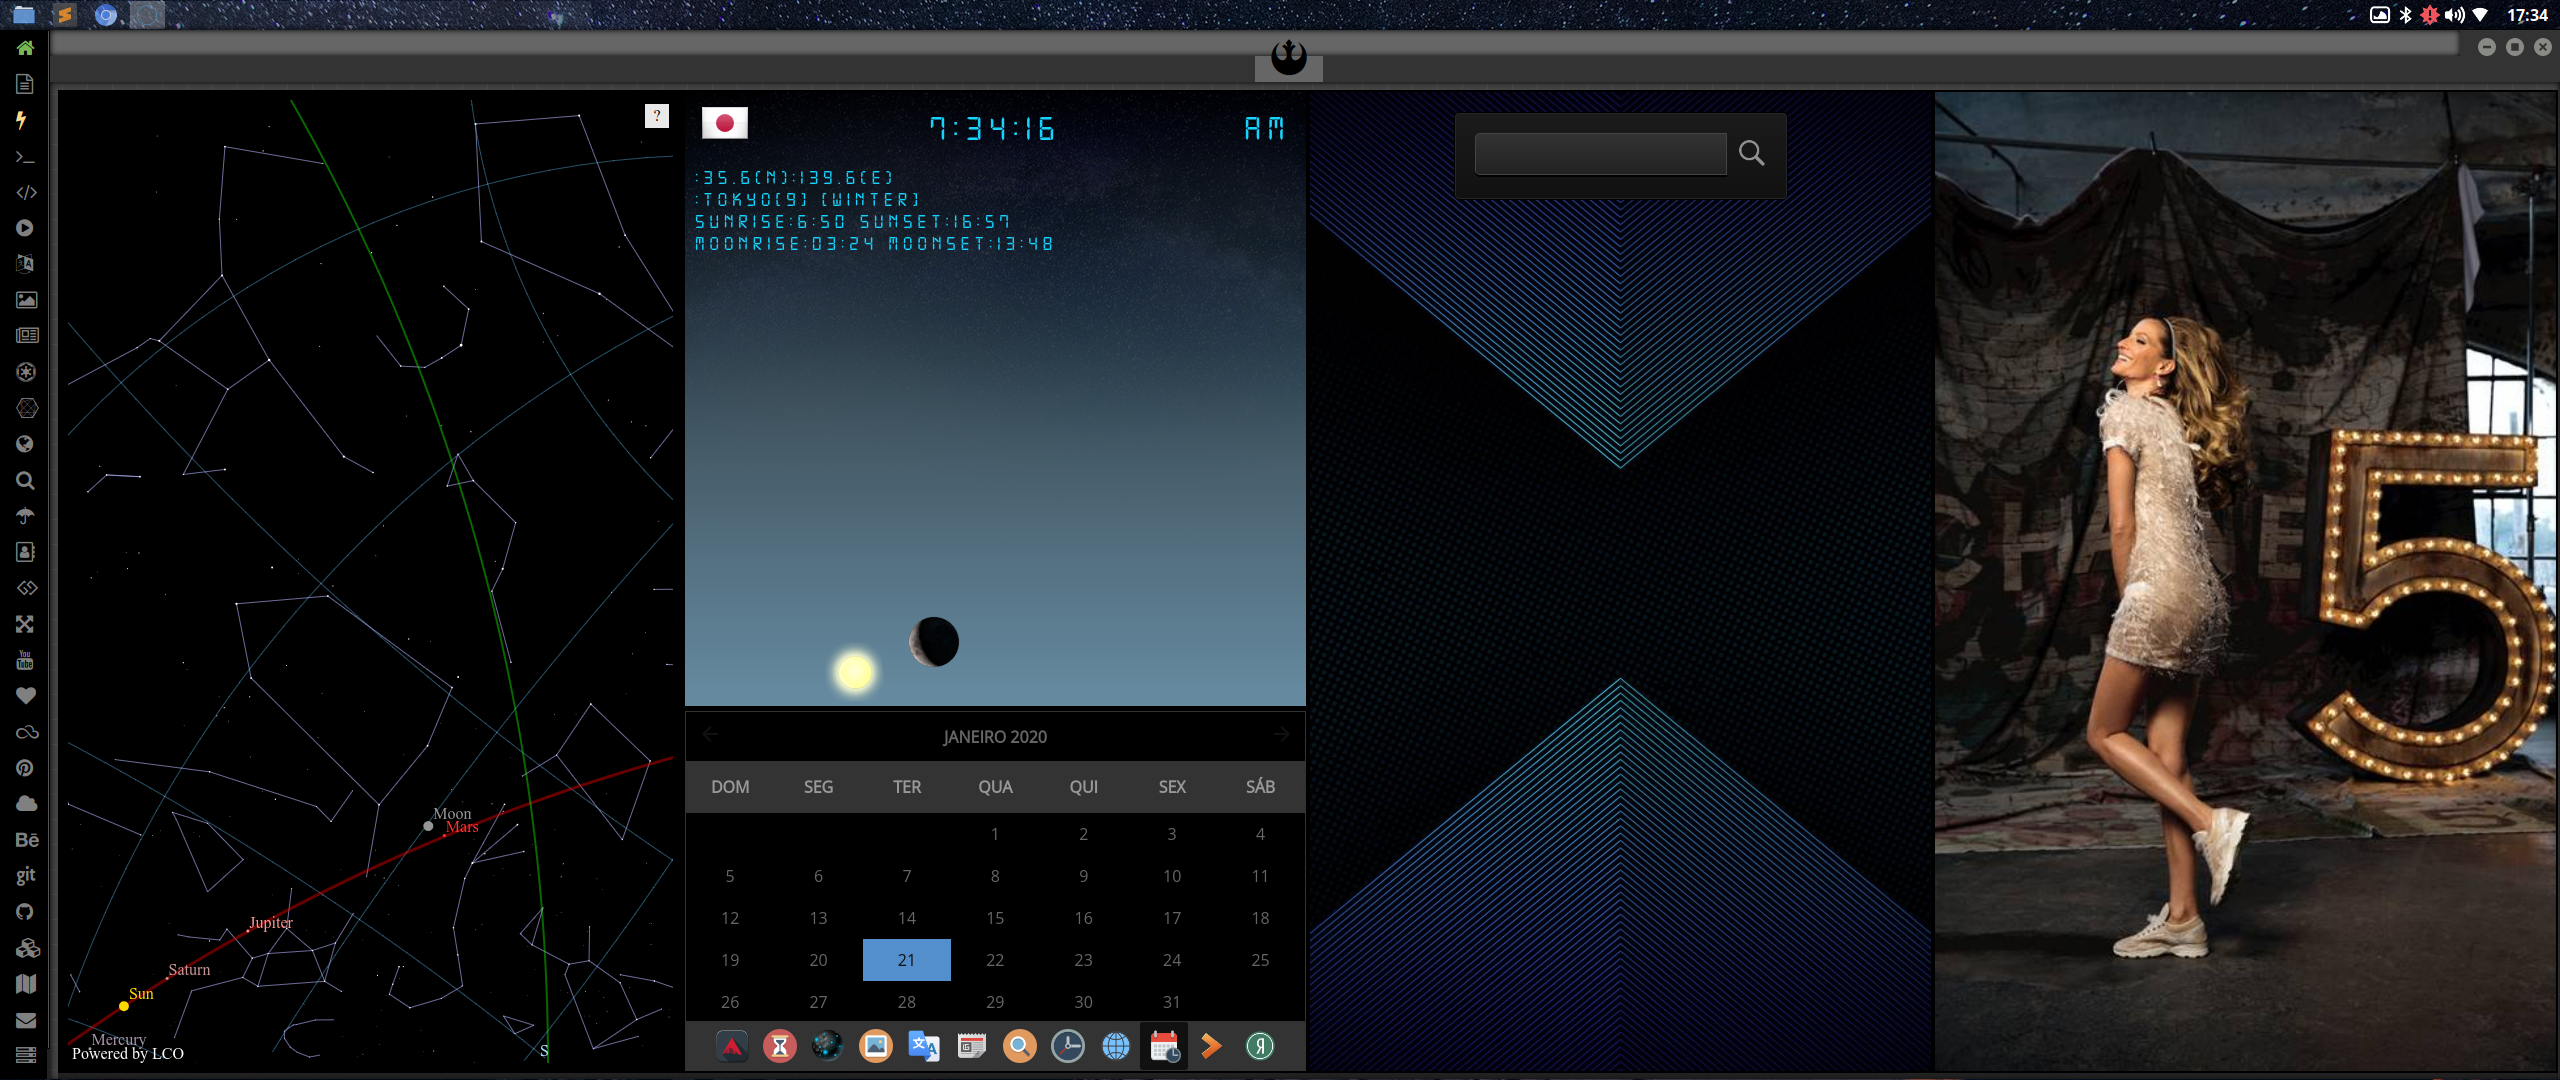 17:34
?
Moon
Mars
Jupiter
Saturn
Sun
Mercury
Powered by LCO
S
7:34:16 AM
:35.6(N):139.6(E)
:TOKYO(9) (WINTER)
SUNRISE:6:50 SUNSET:16:57
MOONRISE:03:24 MOONSET:13:48
JANEIRO 2020
DOM SEG TER QUA QUI SEX SÁB
1 2 3 4
5 6 7 8 9 10 11
12 13 14 15 16 17 18
19 20 21 22 23 24 25
26 27 28 29 30 31
You
Tube
Bē
git
CHANEL
5